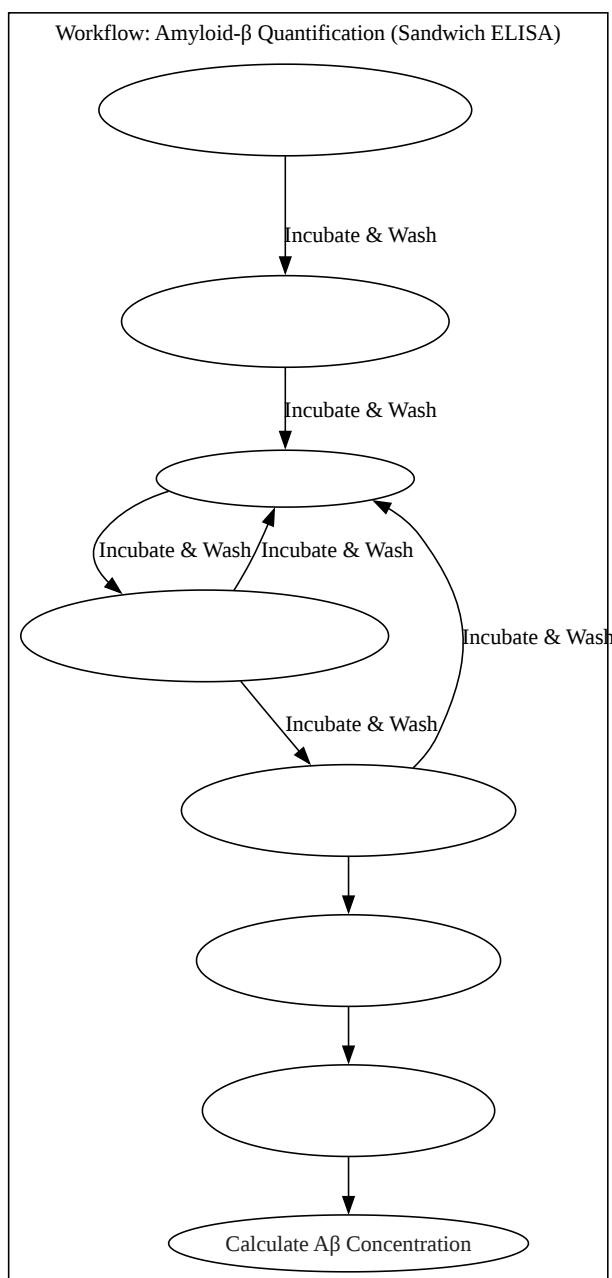 Workflow: Amyloid-β Quantification (Sandwich ELISA)
Incubate & Wash
Incubate & Wash
Incubate & Wash
Incubate & Wash
Incubate & Wash
Incubate & Wash
Calculate Aβ Concentration